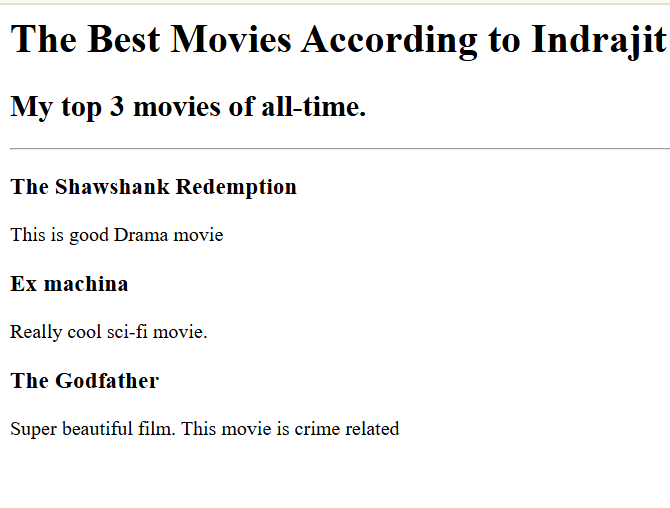 The Best Movies According to Indrajit
My top 3 movies of all-time.
The Shawshank Redemption
This is good Drama movie
Ex machina
Really cool sci-fi movie.
The Godfather
Super beautiful film. This movie is crime related